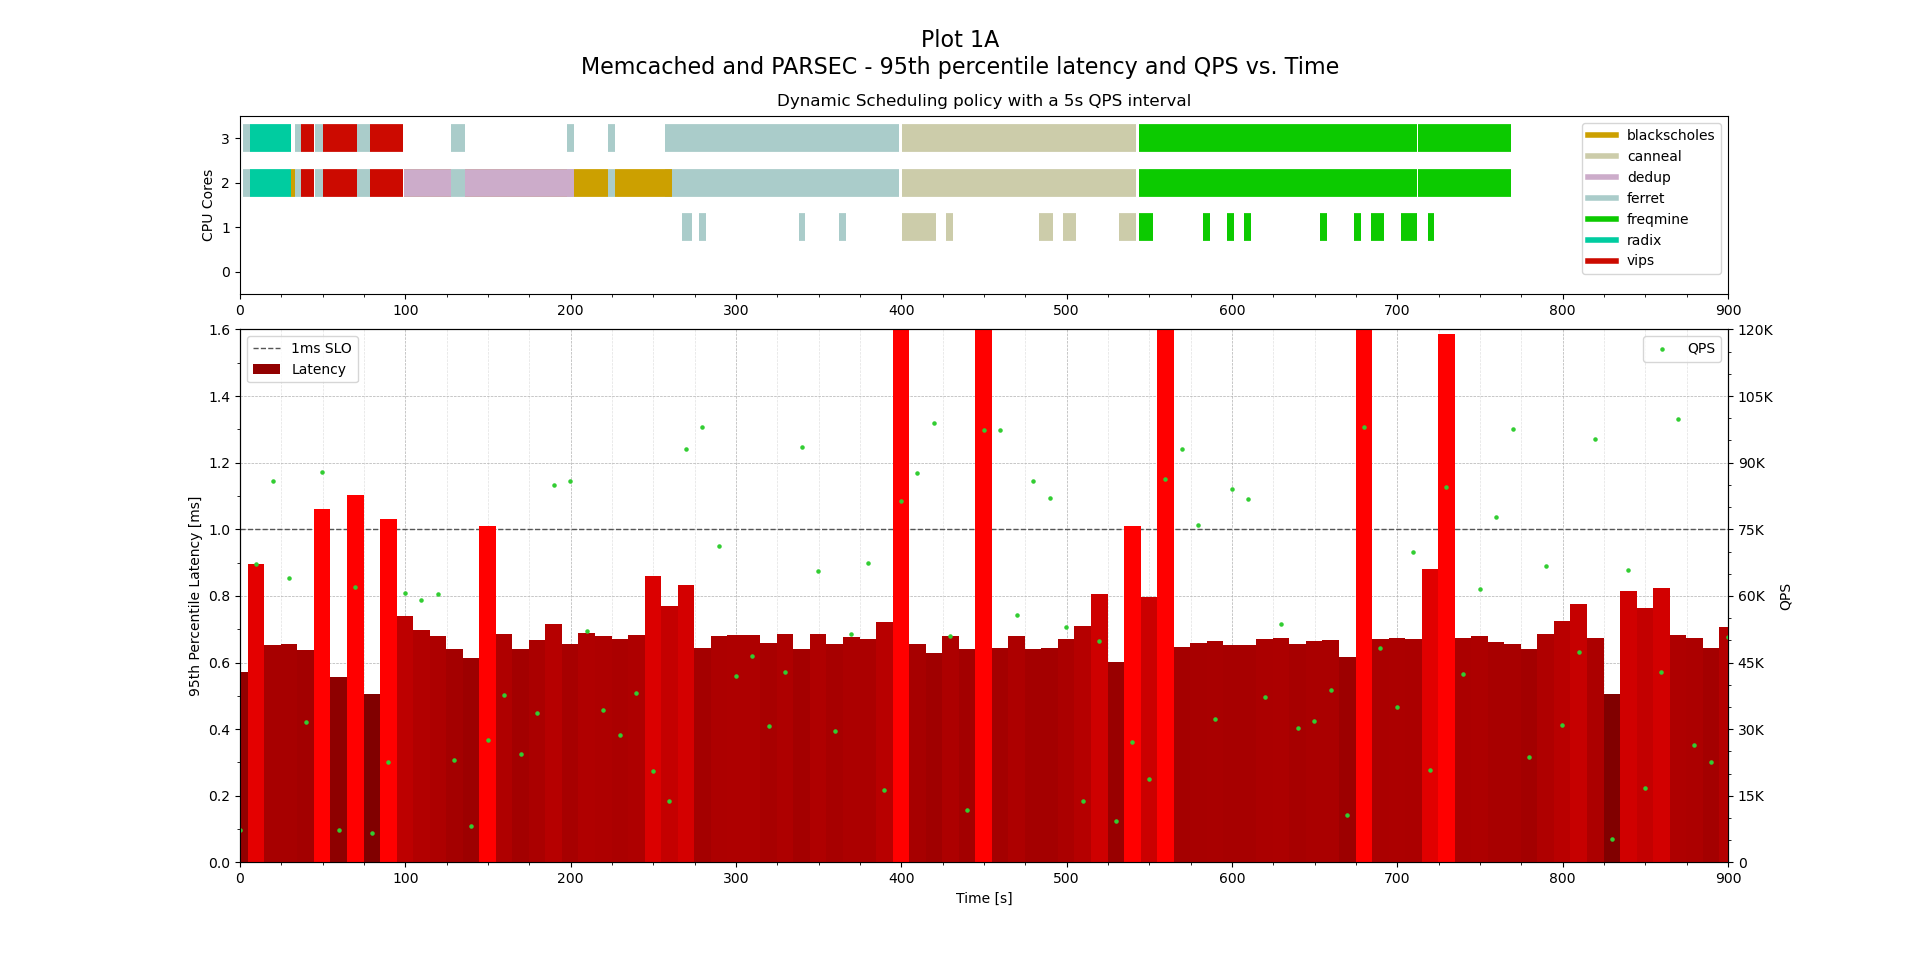 Plot 1A
Memcached and PARSEC - 95th percentile latency and QPS vs. Time
Dynamic Scheduling policy with a 5s QPS interval
CPU Cores
3
2
1
0
blackscholes
canneal
dedup
ferret
freqmine
radix
vips
0 100 200 300 400 500 600 700 800 900
95th Percentile Latency [ms]
1.6
1.4
1.2
1.0
0.8
0.6
0.4
0.2
0.0
1ms SLO
Latency
QPS
120K
105K
90K
75K
60K
45K
30K
15K
0
QPS
0 100 200 300 400 500 600 700 800 900
Time [s]